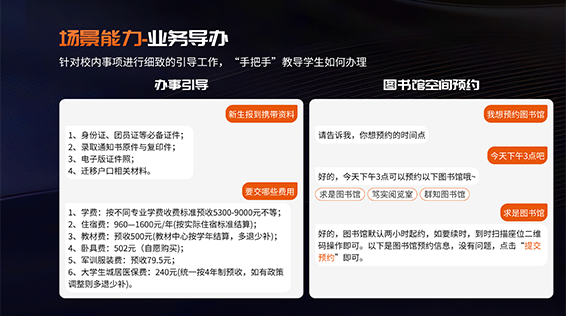 场景能力-业务导办
针对校内事项进行细致的引导工作，“手把手”教导学生如何办理
办事引导
新生报到携带资料
1、身份证、团员证等必备证件；
2、录取通知书原件与复印件；
3、电子版证件照；
4、迁移户口相关材料。
要交哪些费用
1、学费：按不同专业学费收费标准预收5300-9000元不等；
2、住宿费：960—1600元/年(按实际住宿标准结算)；
3、教材费：预收500元(教材中心按学年结算，多退少补)；
4、卧具费：502元（自愿购买)；
5、军训服装费：预收79.5元；
6、大学生城居医保费：240元(统一按4年制预收，如有政策
调整则多退少补)。
图书馆空间预约
我想预约图书馆
请告诉我，你想预约的时间点
今天下午3点吧
好的，今天下午3点可以预约以下图书馆哦~
求是图书馆 笃实阅览室 群知图书馆
求是图书馆
好的，图书馆默认两小时起约，如要续时，到时扫描座位二维
码操作即可。以下是图书馆预约信息，没有问题，点击“提交
预约”即可。